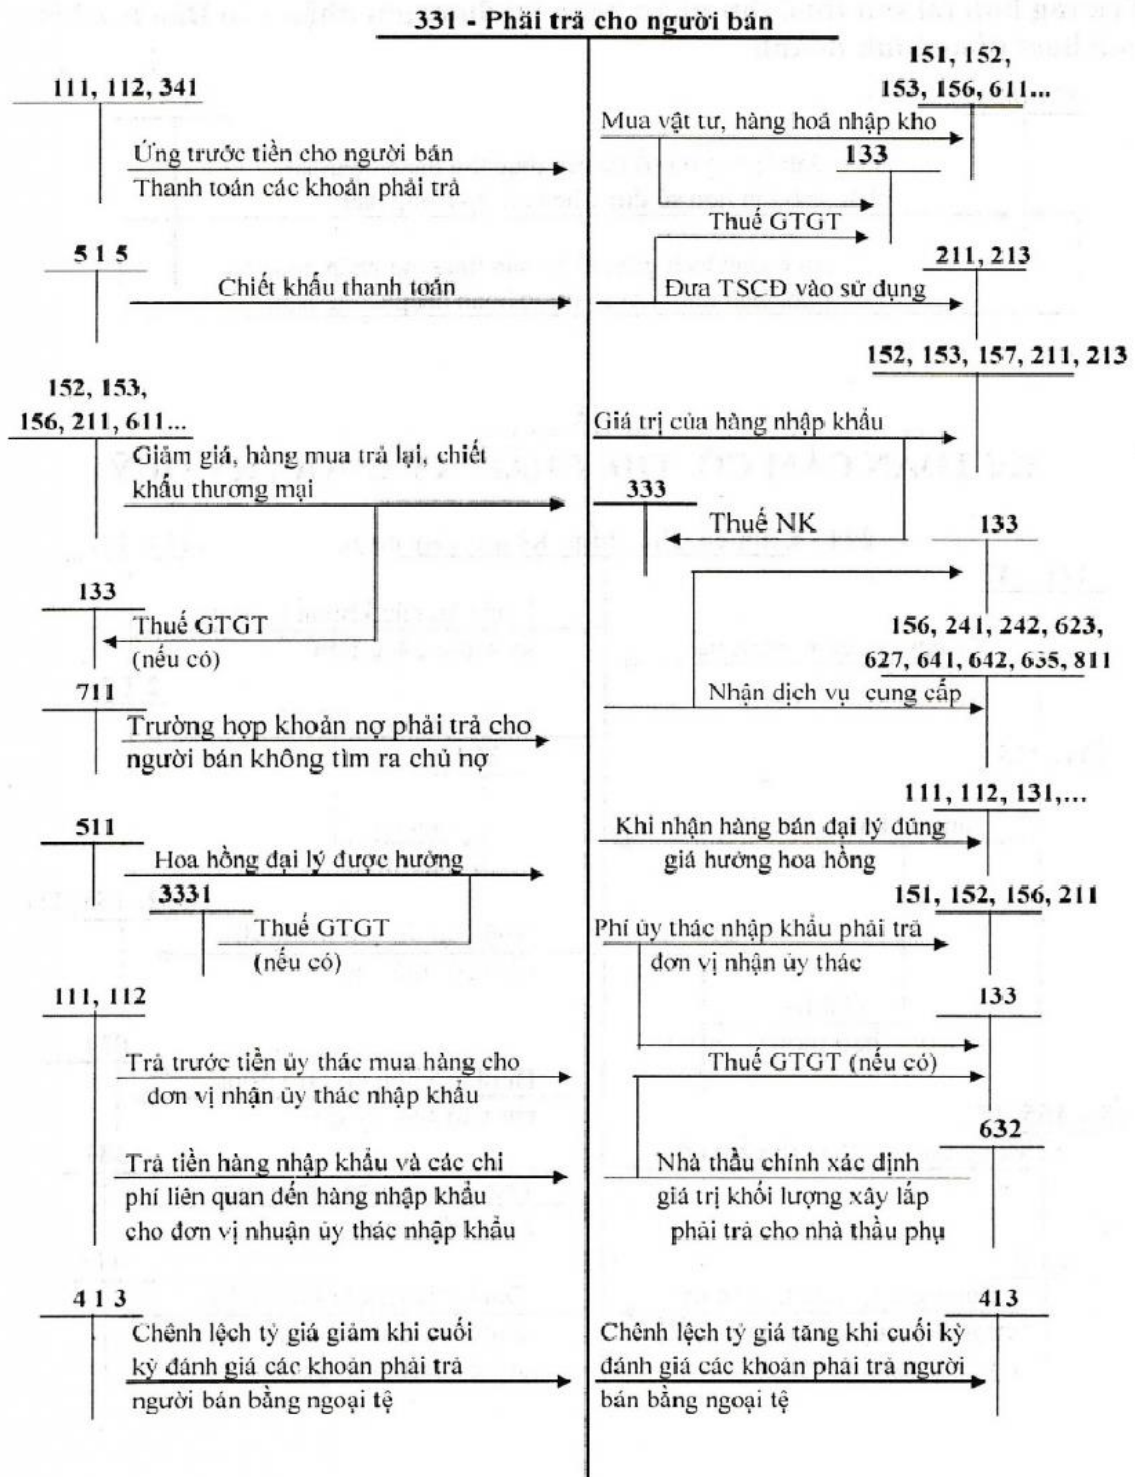 331 - Phải trả cho người bán
111, 112, 341
Ứng trước tiền cho người bán
Thanh toán các khoản phải trả
5 1 5
Chiết khấu thanh toán
152, 153,
156, 211, 611...
Giảm giá, hàng mua trả lại, chiết
khấu thương mại
133
Thuế GTGT
(nếu có)
711
Trường hợp khoản nợ phải trả cho
người bán không tìm ra chủ nợ
511
Hoa hồng đại lý được hưởng
3331
Thuế GTGT
(nếu có)
111, 112
Trả trước tiền ủy thác mua hàng cho
đơn vị nhận ủy thác nhập khẩu
Trả tiền hàng nhập khẩu và các chi
phí liên quan đến hàng nhập khẩu
cho đơn vị nhuận ủy thác nhập khẩu
4 1 3
Chênh lệch tỷ giá giảm khi cuối
kỳ đánh giá các khoản phải trả
người bán bằng ngoại tệ
151, 152,
153, 156, 611...
Mua vật tư, hàng hoá nhập kho
133
Thuế GTGT
211, 213
Đưa TSCĐ vào sử dụng
152, 153, 157, 211, 213
Giá trị của hàng nhập khẩu
333
Thuế NK
133
156, 241, 242, 623,
627, 641, 642, 635, 811
Nhận dịch vụ cung cấp
111, 112, 131,...
Khi nhận hàng bán đại lý đúng
giá hưởng hoa hồng
151, 152, 156, 211
Phí ủy thác nhập khẩu phải trả
đơn vị nhận ủy thác
133
Thuế GTGT (nếu có)
632
Nhà thầu chính xác định
giá trị khối lượng xây lắp
phải trả cho nhà thầu phụ
413
Chênh lệch tỷ giá tăng khi cuối kỳ
đánh giá các khoản phải trả người
bán bằng ngoại tệ